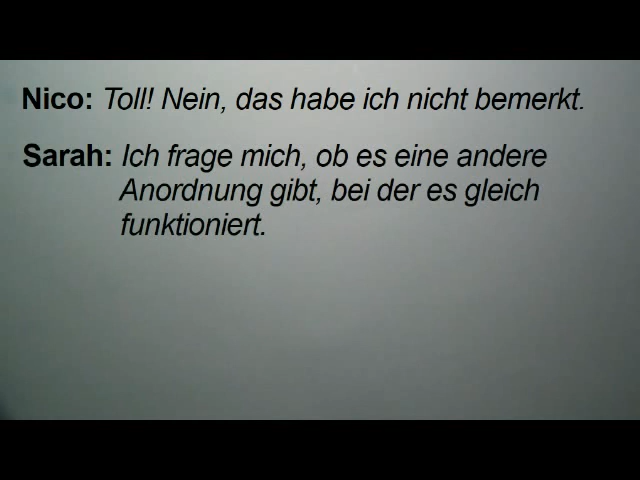 Nico: Toll! Nein, das habe ich nicht bemerkt.
Sarah: Ich frage mich, ob es eine andere
Anordnung gibt, bei der es gleich
funktioniert.